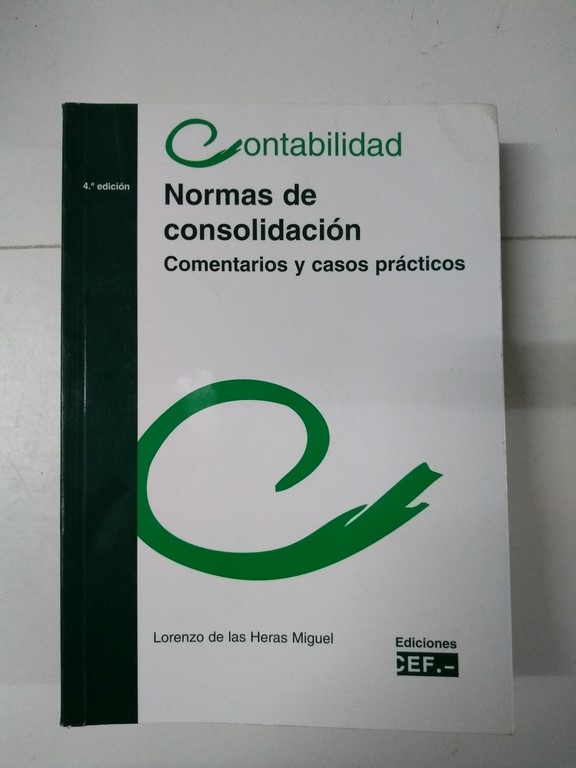 Contabilidad
4.ª edición
Normas de
consolidación
Comentarios y casos prácticos
Lorenzo de las Heras Miguel
Ediciones
CEF.-